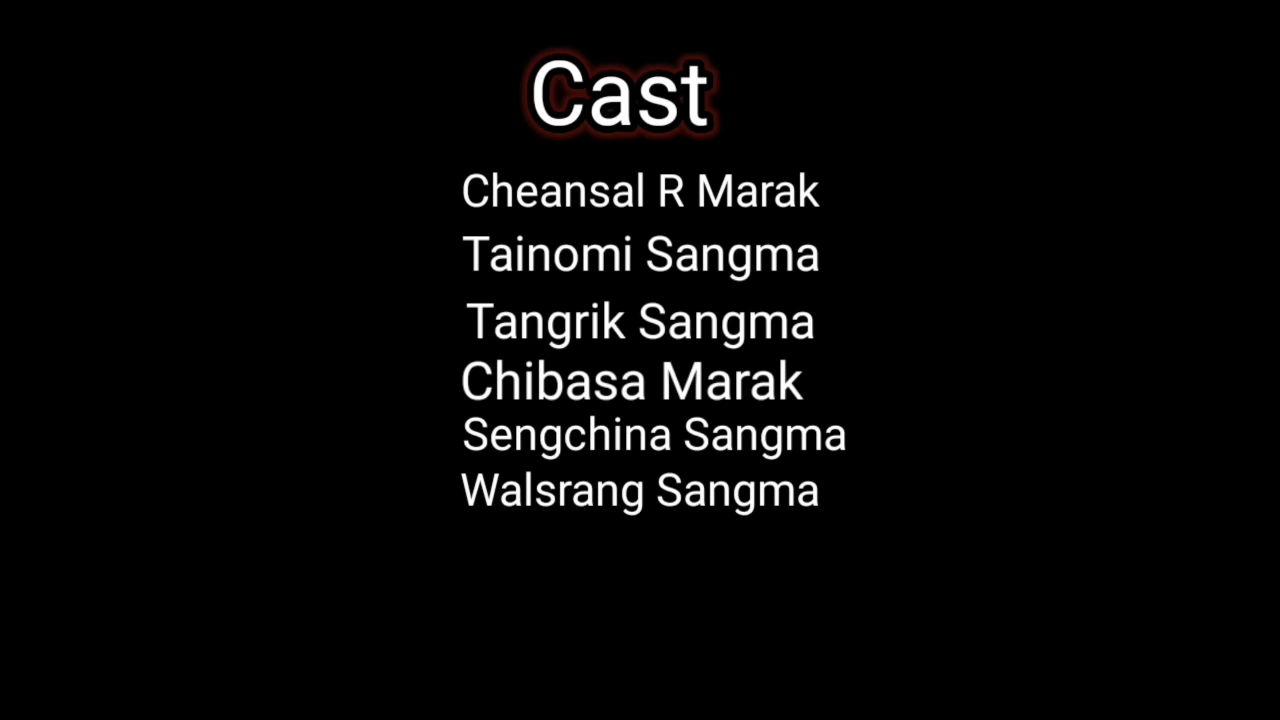 Cast
Cheansal R Marak
Tainomi Sangma
Tangrik Sangma
Chibasa Marak
Sengchina Sangma
Walsrang Sangma